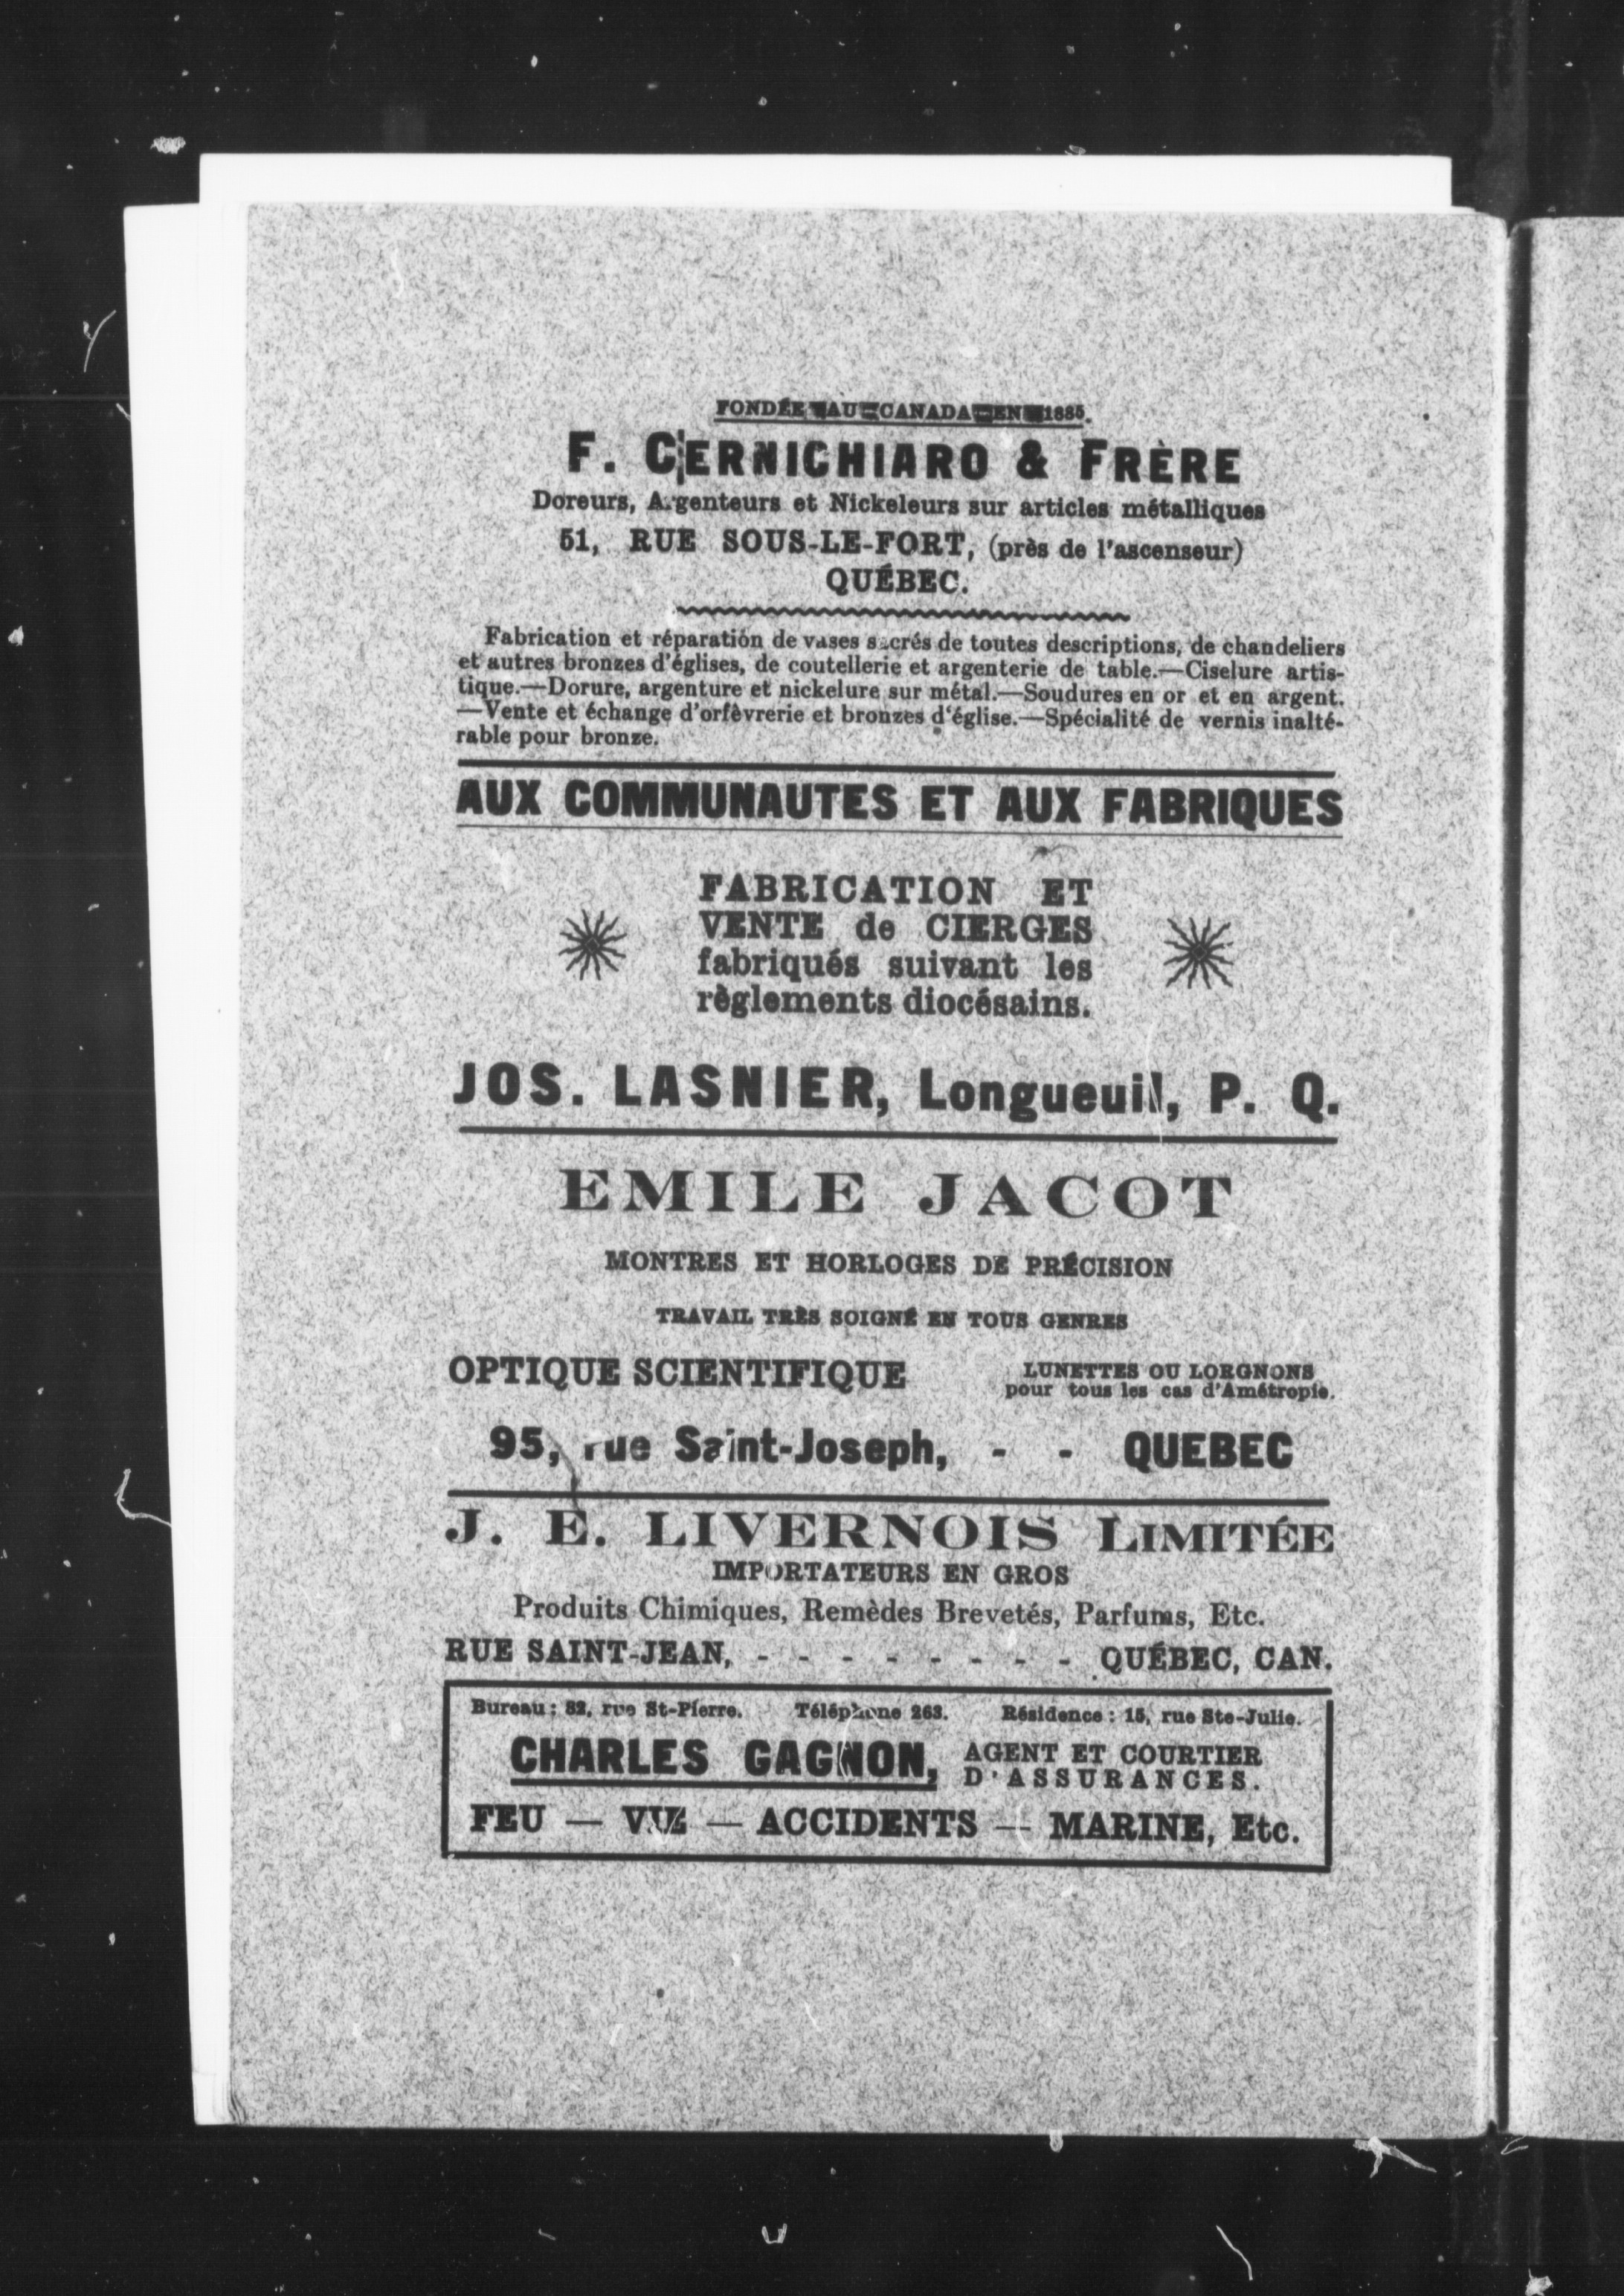 FONDÉE AU CANADA EN 1885.
F. CERNICHIARO & FRÈRE
Doreurs, Argenteurs et Nickeleurs sur articles métalliques
51, RUE SOUS-LE-FORT, (près de l'ascenseur)
QUÉBEC.
Fabrication et réparation de vases sacrés de toutes descriptions, de chandeliers
et autres bronzes d'églises, de coutellerie et argenterie de table.—Ciselure artis-
tique.—Dorure, argenture et nickelure sur métal.—Soudures en or et en argent.
—Vente et échange d'orfèvrerie et bronzes d'église.—Spécialité de vernis inalté-
rable pour bronze.
AUX COMMUNAUTES ET AUX FABRIQUES
FABRICATION ET
VENTE de CIERGES
fabriqués suivant les
règlements diocésains.
JOS. LASNIER, Longueuil, P. Q.
EMILE JACOT
MONTRES ET HORLOGES DE PRÉCISION
TRAVAIL TRÈS SOIGNÉ EN TOUS GENRES
OPTIQUE SCIENTIFIQUE LUNETTES OU LORGNONS
pour tous les cas d'Amétropie.
95, rue Saint-Joseph, - - QUEBEC
J. E. LIVERNOIS LIMITÉE
IMPORTATEURS EN GROS
Produits Chimiques, Remèdes Brevetés, Parfums, Etc.
RUE SAINT-JEAN, - - - - - - - - QUÉBEC, CAN.
Bureau : 82, rue St-Pierre. Téléphone 263. Résidence : 15, rue Ste-Julie.
CHARLES GAGNON, AGENT ET COURTIER
D'ASSURANCES.
FEU — VIE — ACCIDENTS — MARINE, Etc.